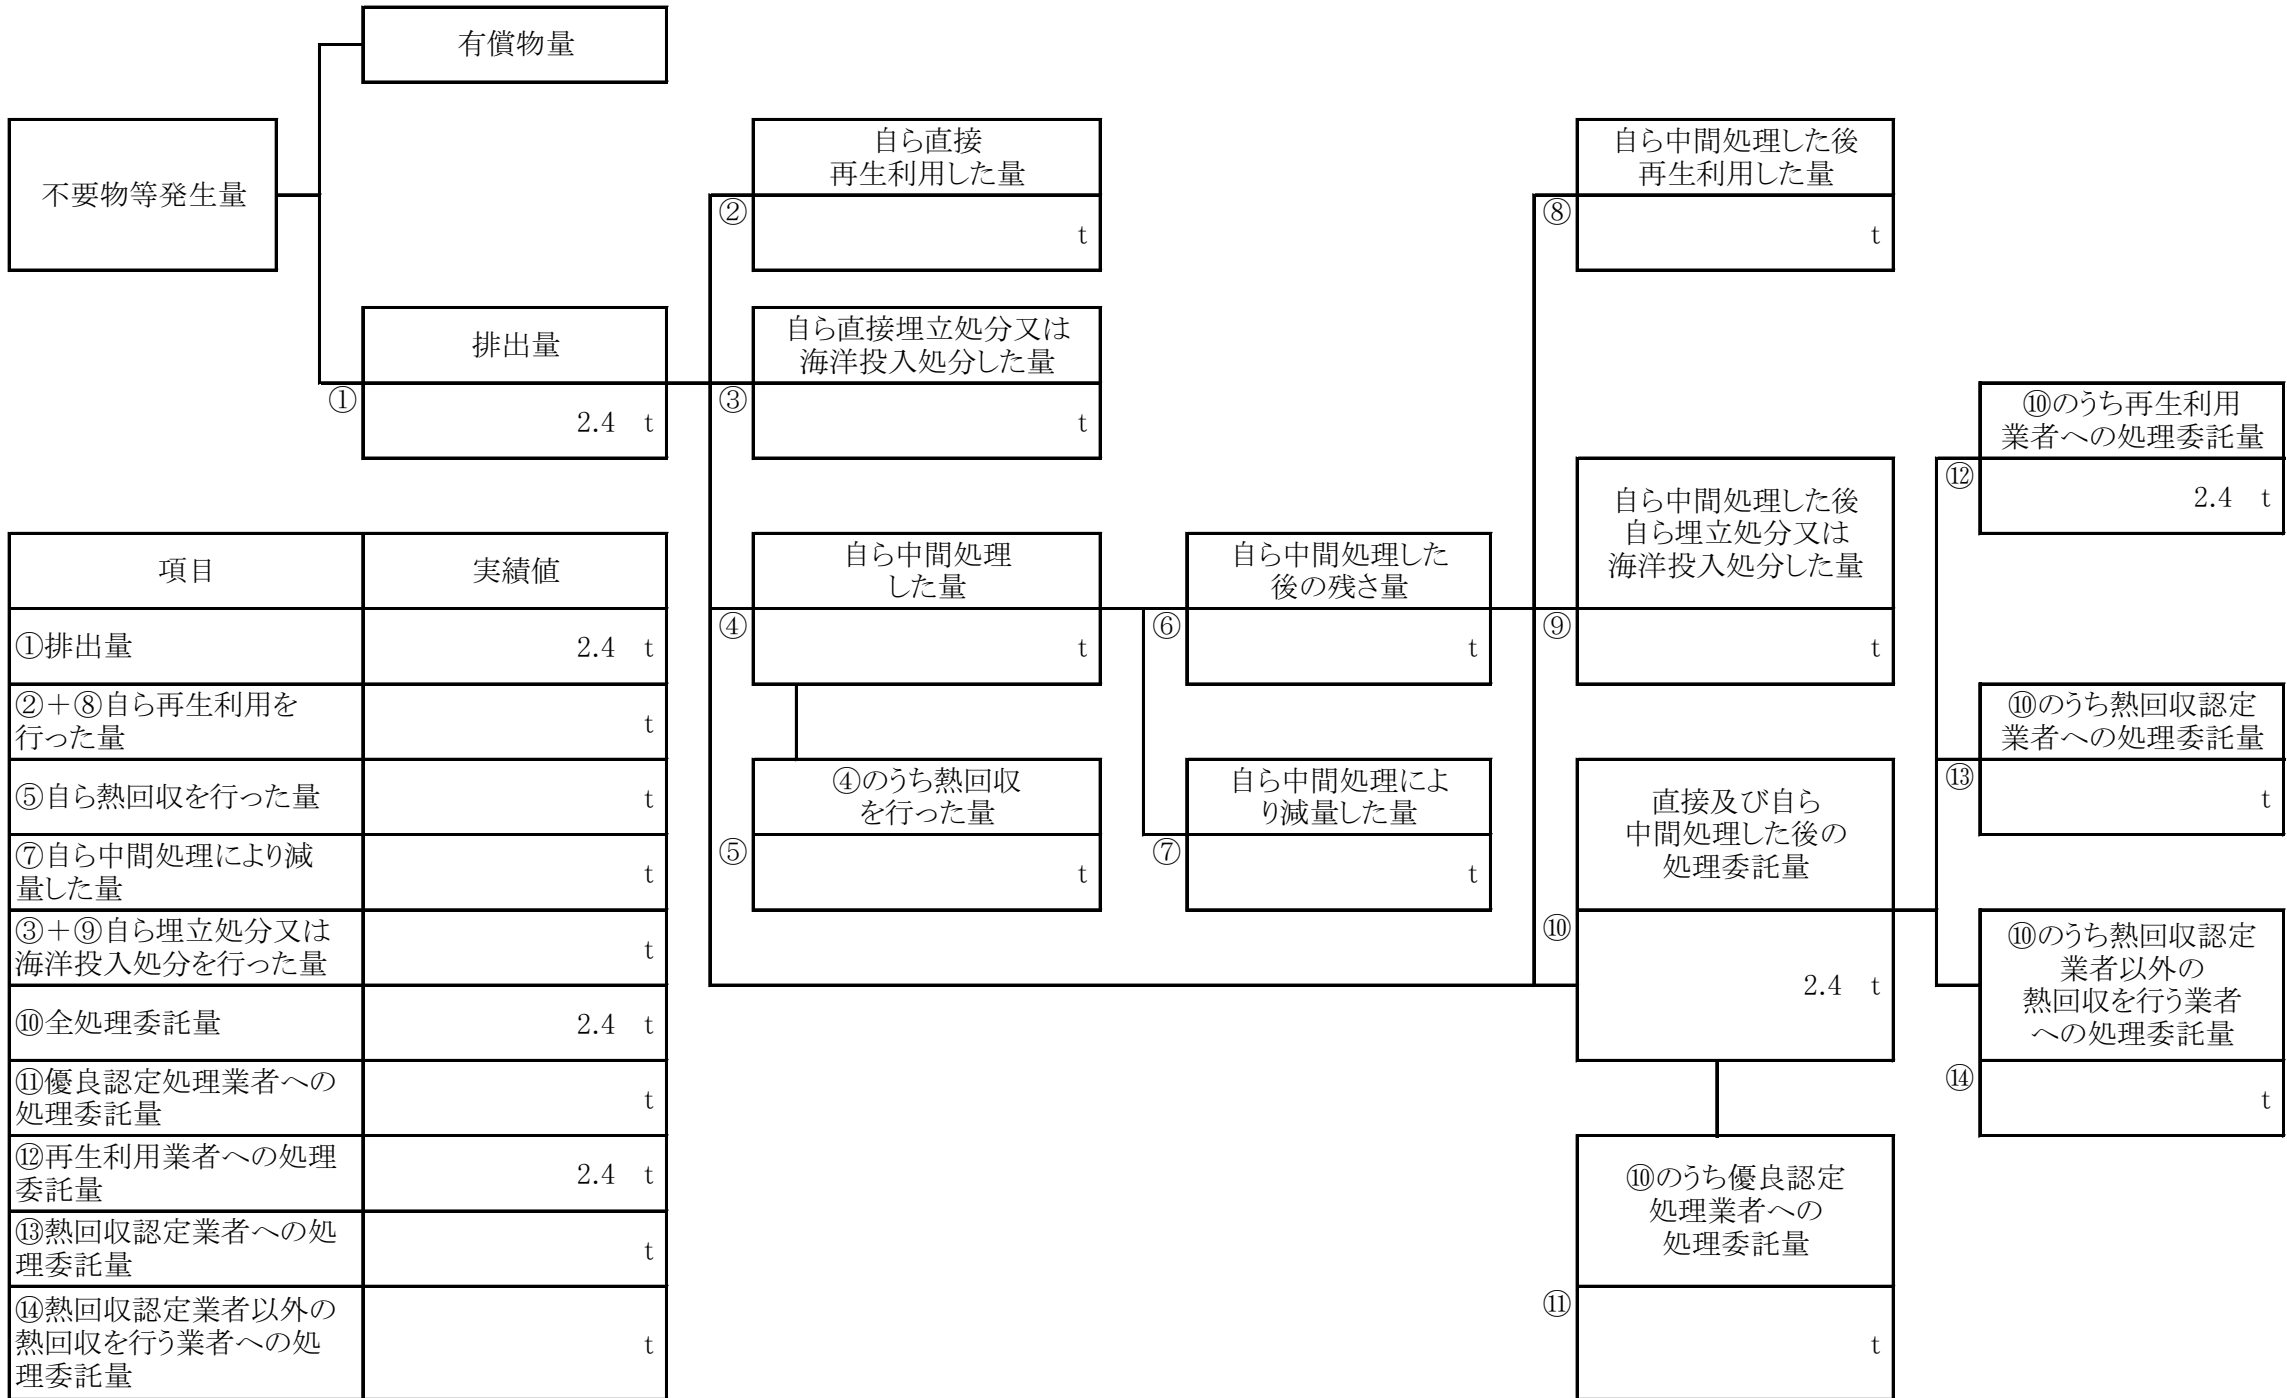 有償物量
不要物等発生量
自ら直接
再生利用した量
②
t
自ら中間処理した後
再生利用した量
⑧
t
排出量
①
2.4 t
自ら直接埋立処分又は
海洋投入処分した量
③
t
⑩のうち再生利用
業者への処理委託量
⑫
2.4 t
自ら中間処理した後
自ら埋立処分又は
海洋投入処分した量
⑨
t
自ら中間処理
した量
④
t
自ら中間処理した
後の残さ量
⑥
t
⑩のうち熱回収認定
業者への処理委託量
⑬
t
④のうち熱回収
を行った量
⑤
t
自ら中間処理によ
り減量した量
⑦
t
直接及び自ら
中間処理した後の
処理委託量
⑩
2.4 t
⑩のうち熱回収認定
業者以外の
熱回収を行う業者
への処理委託量
⑭
t
⑩のうち優良認定
処理業者への
処理委託量
⑪
t
項目 実績値
①排出量 2.4 t
②＋⑧自ら再生利用を
行った量 t
⑤自ら熱回収を行った量 t
⑦自ら中間処理により減
量した量 t
③＋⑨自ら埋立処分又は
海洋投入処分を行った量 t
⑩全処理委託量 2.4 t
⑪優良認定処理業者への
処理委託量 t
⑫再生利用業者への処理
委託量 2.4 t
⑬熱回収認定業者への処
理委託量 t
⑭熱回収認定業者以外の
熱回収を行う業者への処
理委託量 t